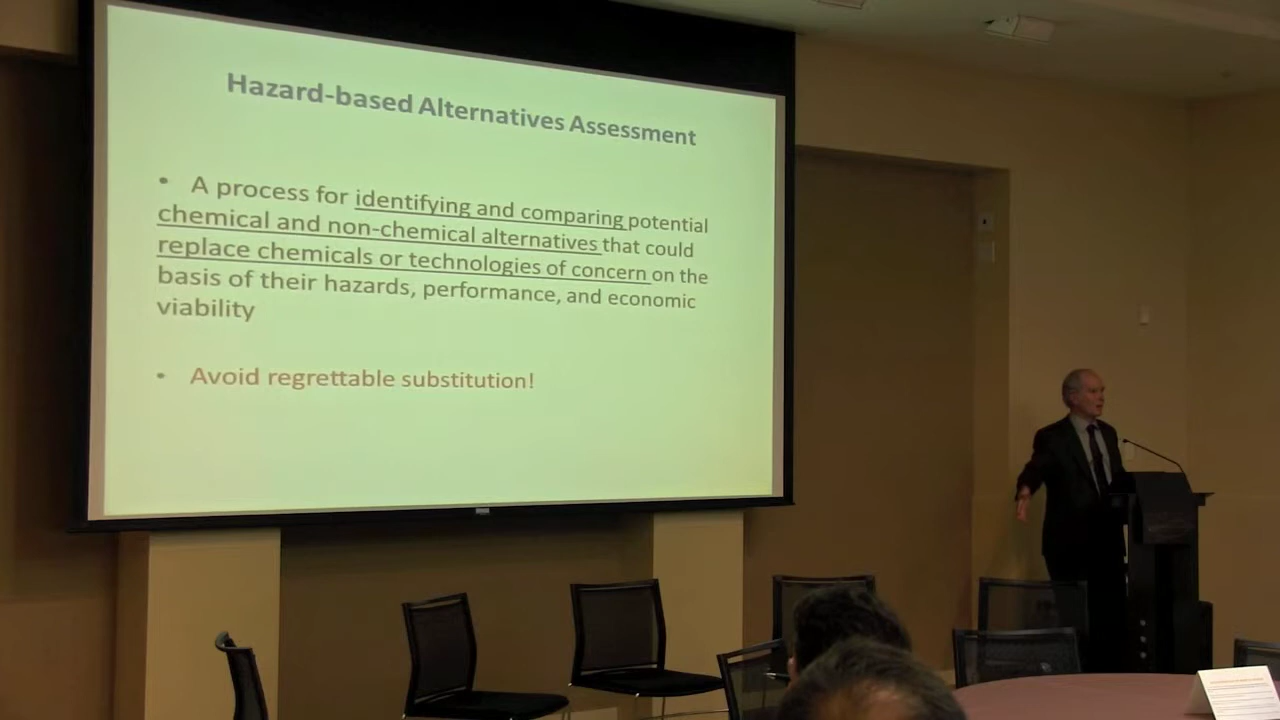 Hazard-based Alternatives Assessment
• A process for identifying and comparing potential
chemical and non-chemical alternatives that could
replace chemicals or technologies of concern on the
basis of their hazards, performance, and economic
viability
• Avoid regrettable substitution!